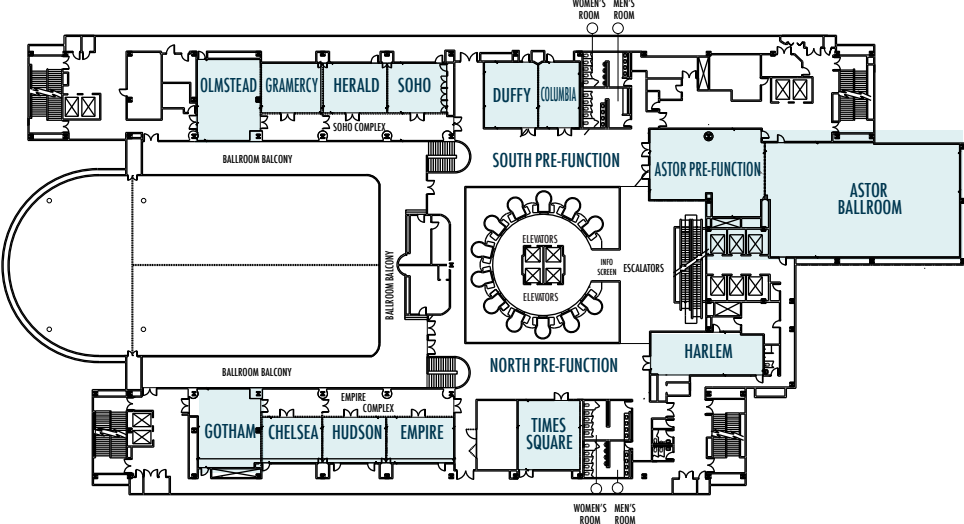 WOMEN'S
ROOM
MEN'S
ROOM
OLMSTEAD
GRAMERCY
HERALD
SOHO
DUFFY
COLUMBIA
SOHO COMPLEX
BALLROOM BALCONY
SOUTH PRE-FUNCTION
ASTOR PRE-FUNCTION
ASTOR
BALLROOM
ELEVATORS
INFO
SCREEN
ESCALATORS
BALLROOM BALCONY
ELEVATORS
HARLEM
NORTH PRE-FUNCTION
BALLROOM BALCONY
EMPIRE
COMPLEX
GOTHAM
CHELSEA
HUDSON
EMPIRE
TIMES
SQUARE
WOMEN'S
ROOM
MEN'S
ROOM